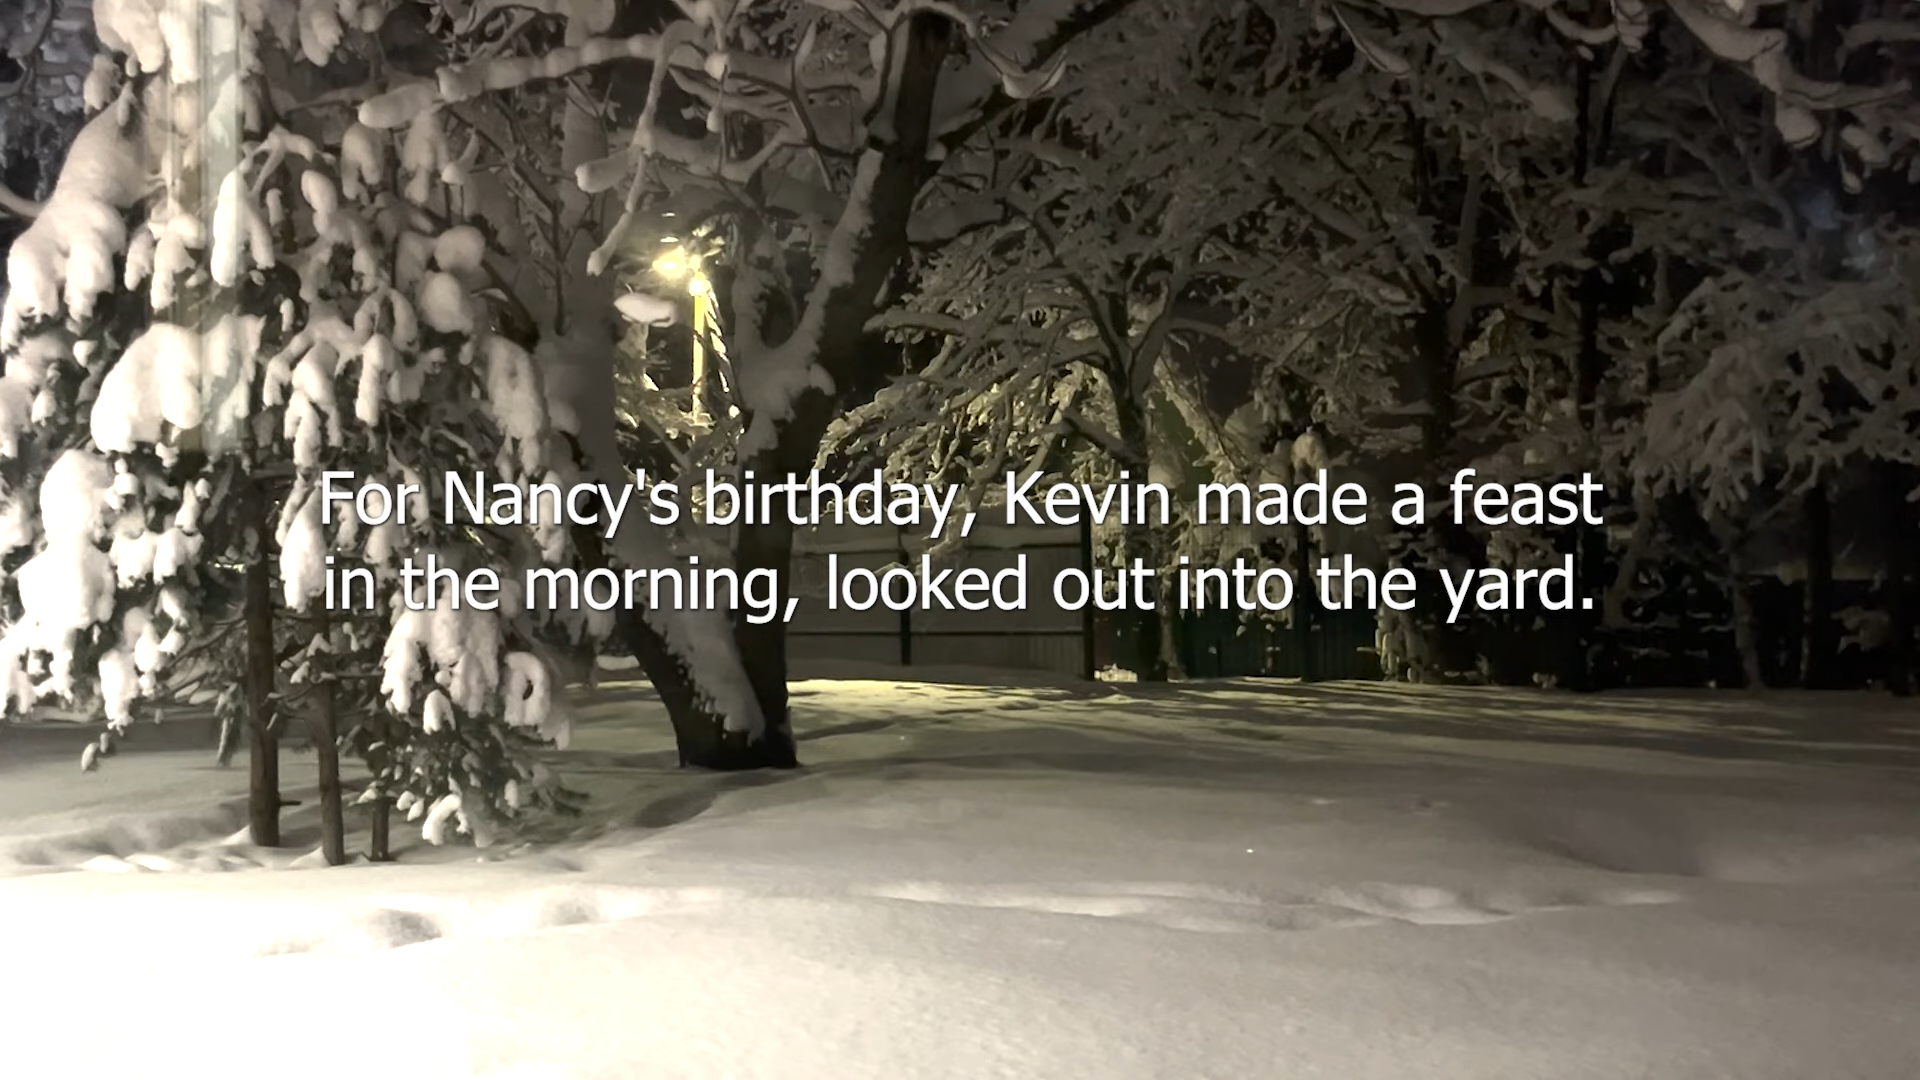 For Nancy's birthday, Kevin made a feast
in the morning, looked out into the yard.